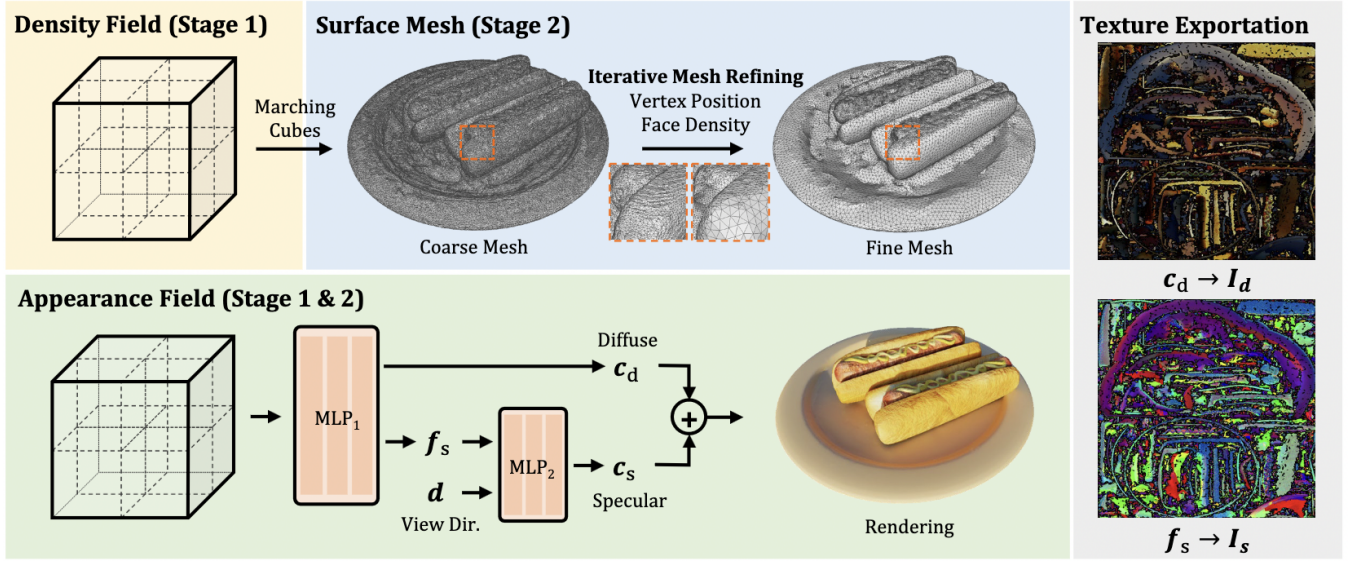 Density Field (Stage 1)
Marching
Cubes
Surface Mesh (Stage 2)
Iterative Mesh Refining
Vertex Position
Face Density
Coarse Mesh
Fine Mesh
Appearance Field (Stage 1 & 2)
MLP₁
Diffuse
c_d
f_s
d
View Dir.
MLP₂
c_s
Specular
+
Rendering
Texture Exportation
c_d → I_d
f_s → I_s